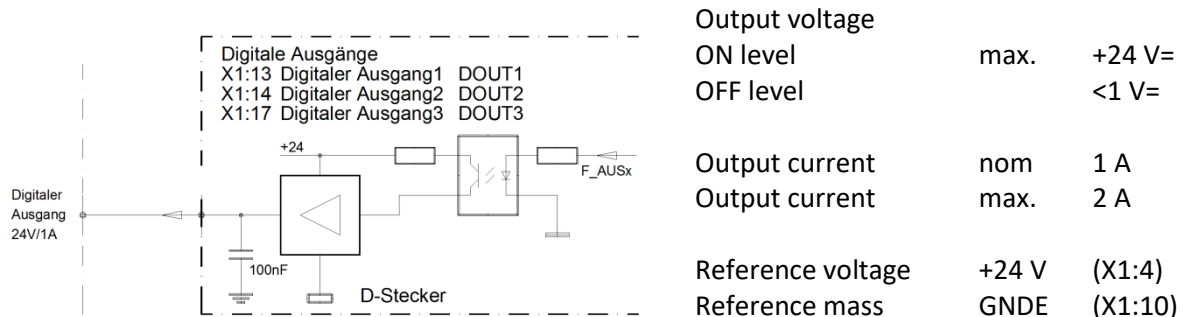 Digitale Ausgänge
X1:13 Digitaler Ausgang1 DOUT1
X1:14 Digitaler Ausgang2 DOUT2
X1:17 Digitaler Ausgang3 DOUT3
+24
F_AUSx
Digitaler
Ausgang
24V/1A
100nF
D-Stecker
Output voltage
ON level max. +24 V=
OFF level <1 V=
Output current nom 1 A
Output current max. 2 A
Reference voltage +24 V (X1:4)
Reference mass GNDE (X1:10)